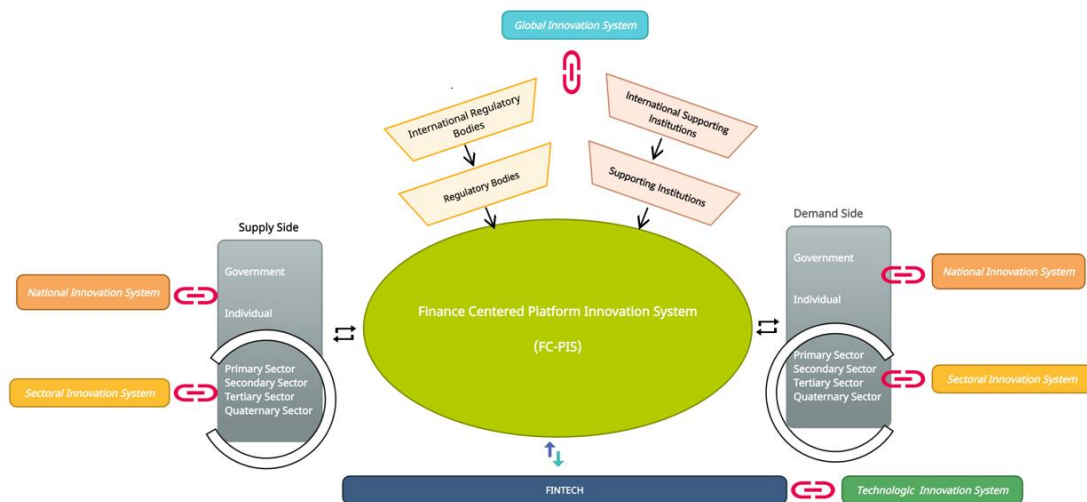 Global Innovation System
International Regulatory
Bodies
International Supporting
Institutions
Regulatory Bodies
Supporting Institutions
Supply Side
Demand Side
Government
Individual
Primary Sector
Secondary Sector
Tertiary Sector
Quaternary Sector
National Innovation System
Sectoral Innovation System
Finance Centered Platform Innovation System
(FC-PIS)
Government
Individual
Primary Sector
Secondary Sector
Tertiary Sector
Quaternary Sector
National Innovation System
Sectoral Innovation System
FINTECH
Technologic Innovation System